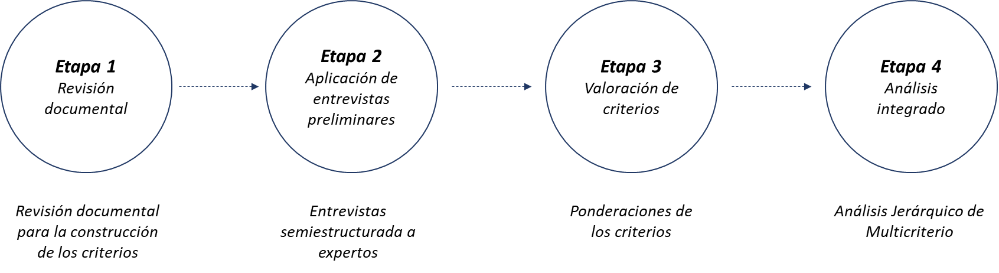 Etapa 1
Revisión
documental
Etapa 2
Aplicación de
entrevistas
preliminares
Etapa 3
Valoración de
criterios
Etapa 4
Análisis
integrado
Revisión documental
para la construcción
de los criterios
Entrevistas
semiestructurada a
expertos
Ponderaciones de
los criterios
Análisis Jerárquico de
Multicriterio